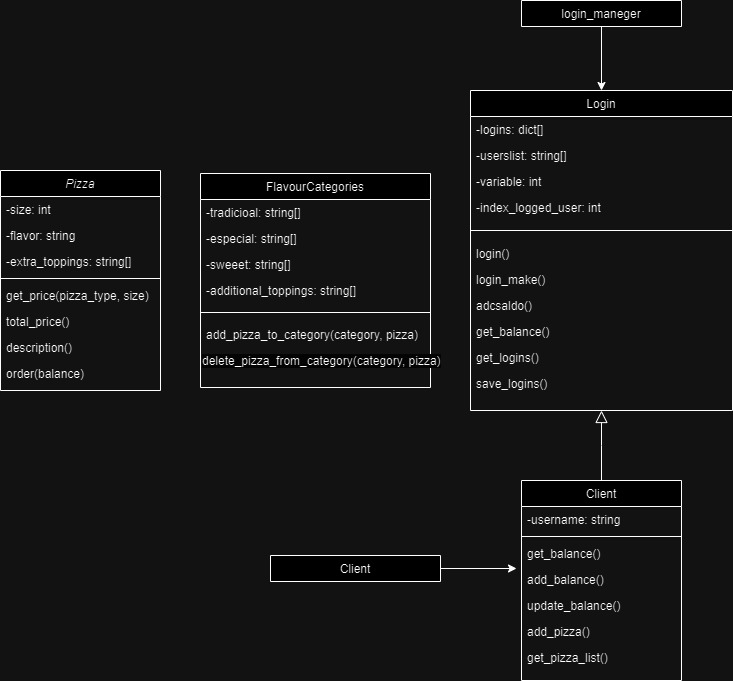 login_maneger
Login
-logins: dict[]
-userslist: string[]
-variable: int
-index_logged_user: int
login()
login_make()
adcsaldo()
get_balance()
get_logins()
save_logins()
Pizza
-size: int
-flavor: string
-extra_toppings: string[]
get_price(pizza_type, size)
total_price()
description()
order(balance)
FlavourCategories
-tradicioal: string[]
-especial: string[]
-sweeet: string[]
-additional_toppings: string[]
add_pizza_to_category(category, pizza)
delete_pizza_from_category(category, pizza)
Client
-username: string
get_balance()
add_balance()
update_balance()
add_pizza()
get_pizza_list()
Client